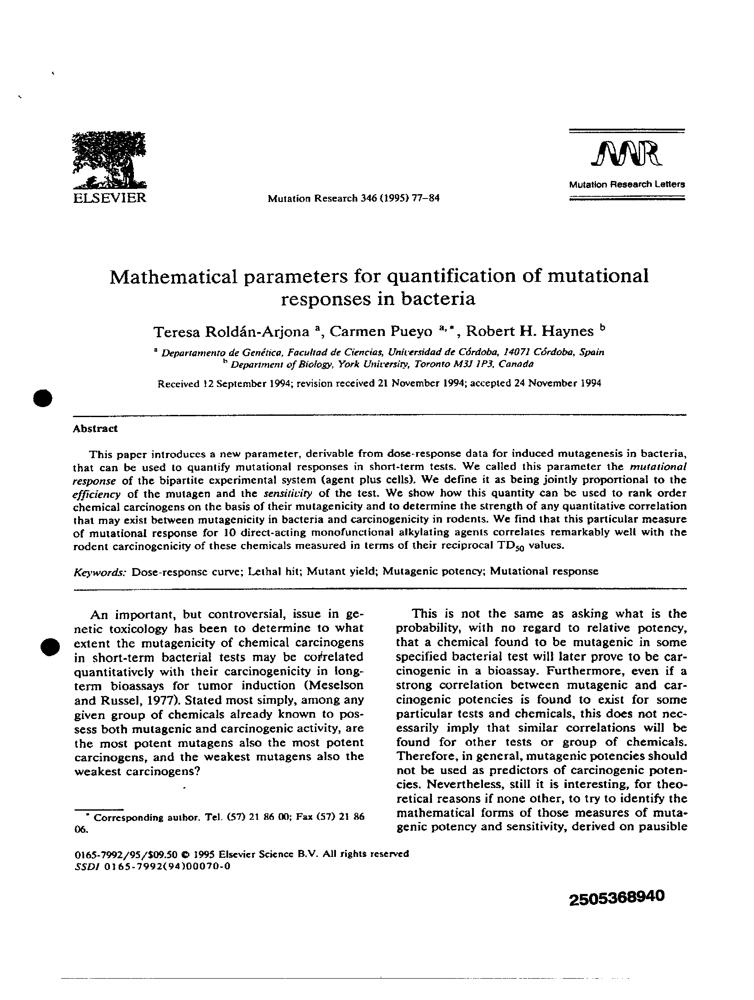 ELSEVIER
Mutation Research 346 (1995) 77–84
MR
Mutation Research Letters
Mathematical parameters for quantification of mutational
responses in bacteria
Teresa Roldán-Arjona a, Carmen Pueyo a,*, Robert H. Haynes b
a Departamento de Genética, Facultad de Ciencias, Universidad de Córdoba, 14071 Córdoba, Spain
b Department of Biology, York University, Toronto M3J 1P3, Canada
Received 12 September 1994; revision received 21 November 1994; accepted 24 November 1994
Abstract
This paper introduces a new parameter, derivable from dose-response data for induced mutagenesis in bacteria,
that can be used to quantify mutational responses in short-term tests. We called this parameter the mutational
response of the bipartite experimental system (agent plus cells). We define it as being jointly proportional to the
efficiency of the mutagen and the sensitivity of the test. We show how this quantity can be used to rank order
chemical carcinogens on the basis of their mutagenicity and to determine the strength of any quantitative correlation
that may exist between mutagenicity in bacteria and carcinogenicity in rodents. We find that this particular measure
of mutational response for 10 direct-acting monofunctional alkylating agents correlates remarkably well with the
rodent carcinogenicity of these chemicals measured in terms of their reciprocal TD50 values.
Keywords: Dose-response curve; Lethal hit; Mutant yield; Mutagenic potency; Mutational response
An important, but controversial, issue in ge-
netic toxicology has been to determine to what
extent the mutagenicity of chemical carcinogens
in short-term bacterial tests may be correlated
quantitatively with their carcinogenicity in long-
term bioassays for tumor induction (Meselson
and Russel, 1977). Stated most simply, among any
given group of chemicals already known to pos-
sess both mutagenic and carcinogenic activity, are
the most potent mutagens also the most potent
carcinogens, and the weakest mutagens also the
weakest carcinogens?
* Corresponding author. Tel. (57) 21 86 00; Fax (57) 21 86
06.
This is not the same as asking what is the
probability, with no regard to relative potency,
that a chemical found to be mutagenic in some
specified bacterial test will later prove to be car-
cinogenic in a bioassay. Furthermore, even if a
strong correlation between mutagenic and car-
cinogenic potencies is found to exist for some
particular tests and chemicals, this does not nec-
essarily imply that similar correlations will be
found for other tests or group of chemicals.
Therefore, in general, mutagenic potencies should
not be used as predictors of carcinogenic poten-
cies. Nevertheless, still it is interesting, for theo-
retical reasons if none other, to try to identify the
mathematical forms of those measures of muta-
genic potency and sensitivity, derived on pausible
0165-7992/95/$09.50 © 1995 Elsevier Science B.V. All rights reserved
SSDI 0165-7992(94)00070-0
2505368940